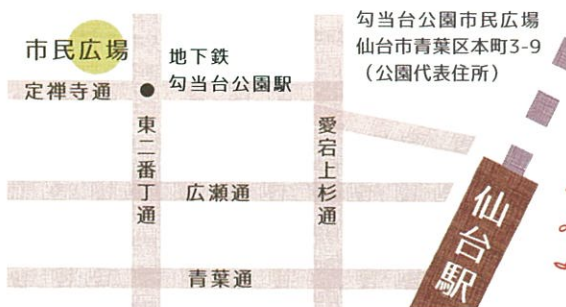 市民広場
地下鉄
勾当台公園駅
勾当台公園市民広場
仙台市青葉区本町3-9
（公園代表住所）
定禅寺通
東二番丁通
愛宕上杉通
広瀬通
青葉通
仙台駅